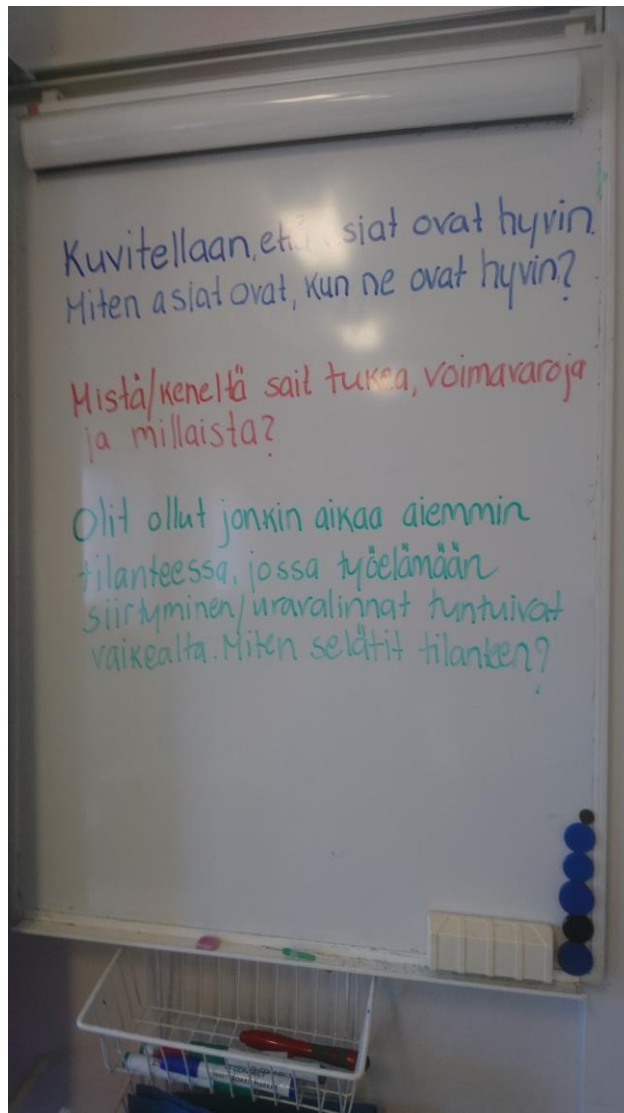 Kuvitellaan, että asiat ovat hyvin.
Miten asiat ovat, kun ne ovat hyvin?
Mistä/keneltä sait tukea, voimavaroja
ja millaista?
Olit ollut jonkin aikaa aiemmin
tilanteessa, jossa työelämään
siirtyminen/uravalinnat tuntuivat
vaikealta. Miten selätit tilanteen?